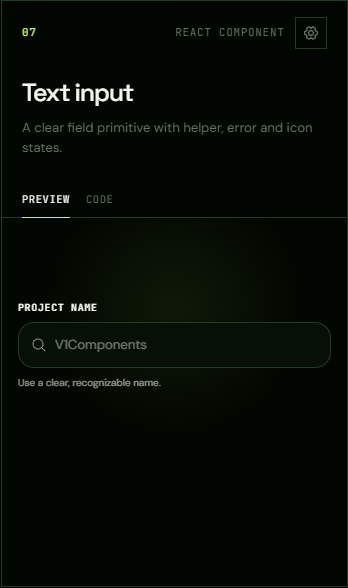 07
REACT COMPONENT
Text input
A clear field primitive with helper, error and icon
states.
PREVIEW
CODE
PROJECT NAME
V1Components
Use a clear, recognizable name.